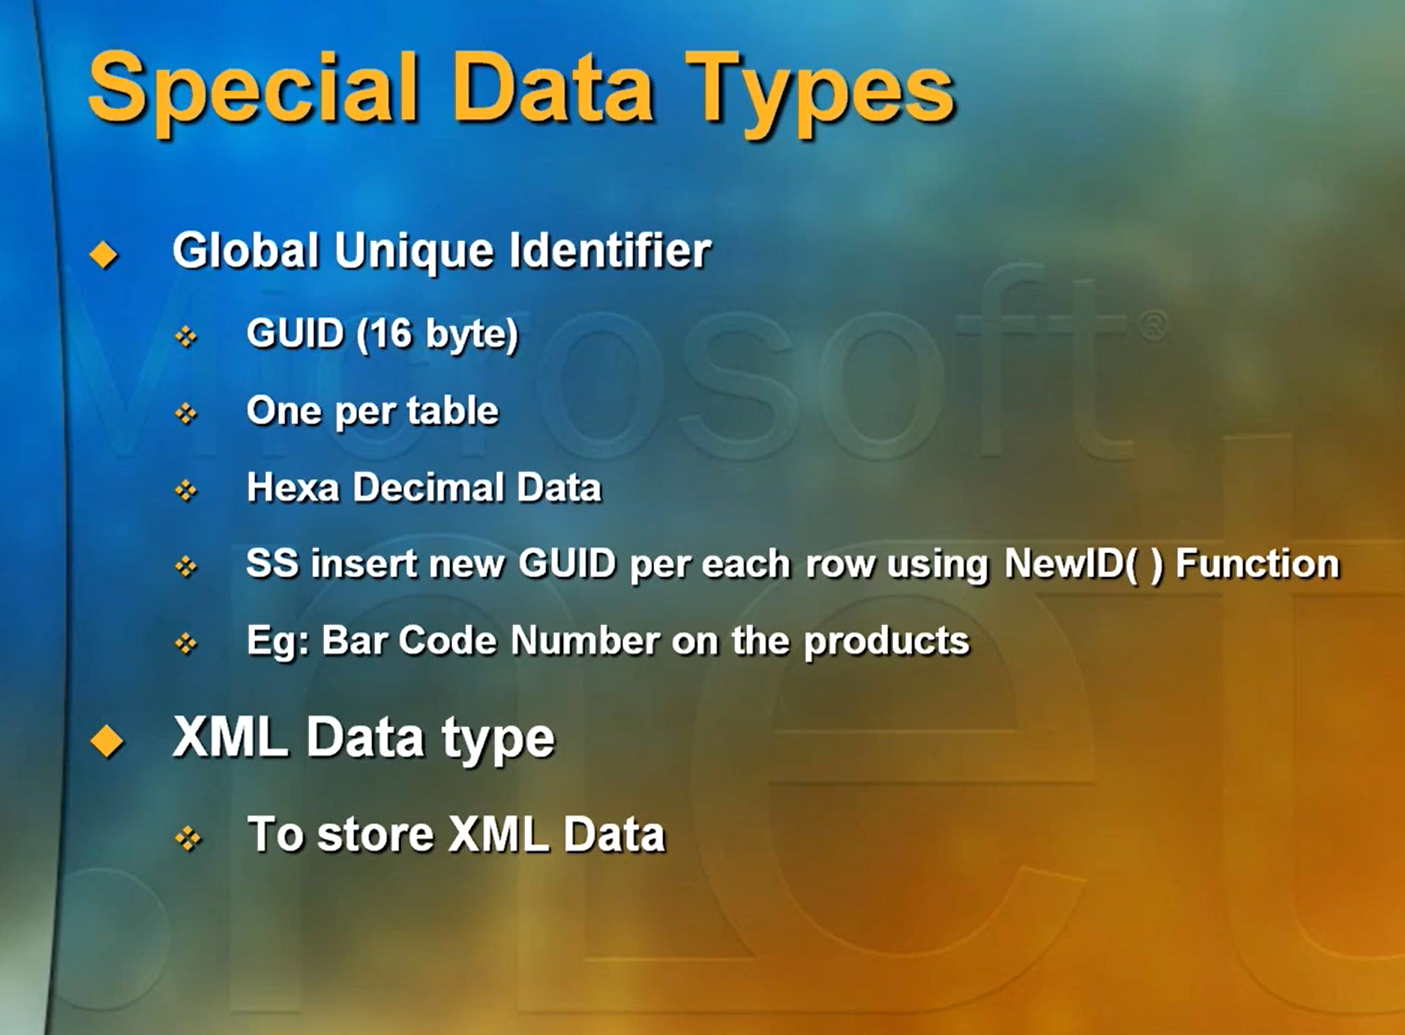 Special Data Types
Global Unique Identifier
GUID (16 byte)
One per table
Hexa Decimal Data
SS insert new GUID per each row using NewID( ) Function
Eg: Bar Code Number on the products
XML Data type
To store XML Data
Microsoft®
.net